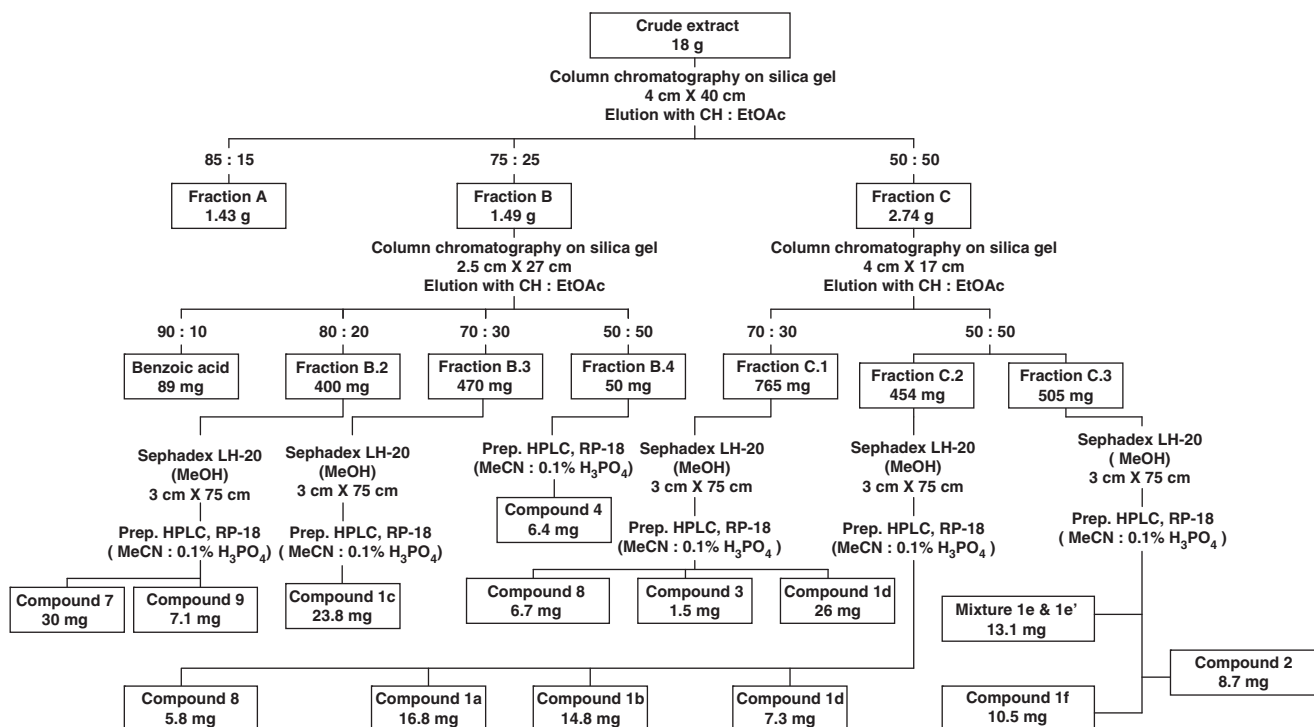 Crude extract
18 g
Column chromatography on silica gel
4 cm X 40 cm
Elution with CH : EtOAc
85 : 15
75 : 25
50 : 50
Fraction A
1.43 g
Fraction B
1.49 g
Fraction C
2.74 g
Column chromatography on silica gel
2.5 cm X 27 cm
Elution with CH : EtOAc
Column chromatography on silica gel
4 cm X 17 cm
Elution with CH : EtOAc
90 : 10
80 : 20
70 : 30
50 : 50
70 : 30
50 : 50
Benzoic acid
89 mg
Fraction B.2
400 mg
Fraction B.3
470 mg
Fraction B.4
50 mg
Fraction C.1
765 mg
Fraction C.2
454 mg
Fraction C.3
505 mg
Sephadex LH-20
(MeOH)
3 cm X 75 cm
Prep. HPLC, RP-18
( MeCN : 0.1% H₃PO₄)
Sephadex LH-20
(MeOH)
3 cm X 75 cm
Prep. HPLC, RP-18
( MeCN : 0.1% H₃PO₄)
Prep. HPLC, RP-18
(MeCN : 0.1% H₃PO₄)
Compound 4
6.4 mg
Sephadex LH-20
(MeOH)
3 cm X 75 cm
Prep. HPLC, RP-18
(MeCN : 0.1% H₃PO₄ )
Sephadex LH-20
(MeOH)
3 cm X 75 cm
Prep. HPLC, RP-18
(MeCN : 0.1% H₃PO₄ )
Sephadex LH-20
( MeOH)
3 cm X 75 cm
Prep. HPLC, RP-18
( MeCN : 0.1% H₃PO₄ )
Compound 7
30 mg
Compound 9
7.1 mg
Compound 1c
23.8 mg
Compound 8
6.7 mg
Compound 3
1.5 mg
Compound 1d
26 mg
Mixture 1e & 1e’
13.1 mg
Compound 2
8.7 mg
Compound 8
5.8 mg
Compound 1a
16.8 mg
Compound 1b
14.8 mg
Compound 1d
7.3 mg
Compound 1f
10.5 mg